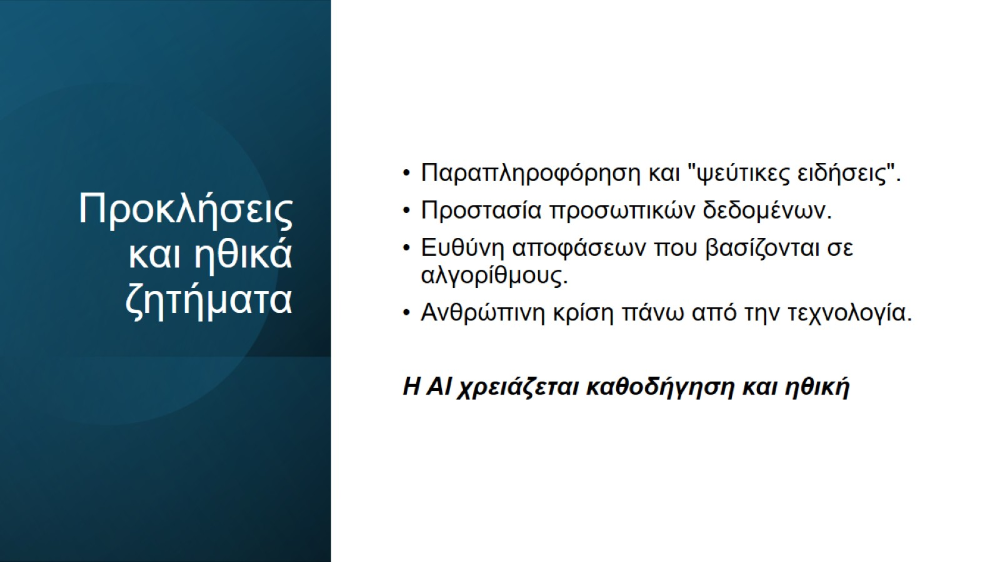 Προκλήσεις
και ηθικά
ζητήματα
• Παραπληροφόρηση και "ψεύτικες ειδήσεις".
• Προστασία προσωπικών δεδομένων.
• Ευθύνη αποφάσεων που βασίζονται σε
αλγορίθμους.
• Ανθρώπινη κρίση πάνω από την τεχνολογία.
Η AI χρειάζεται καθοδήγηση και ηθική